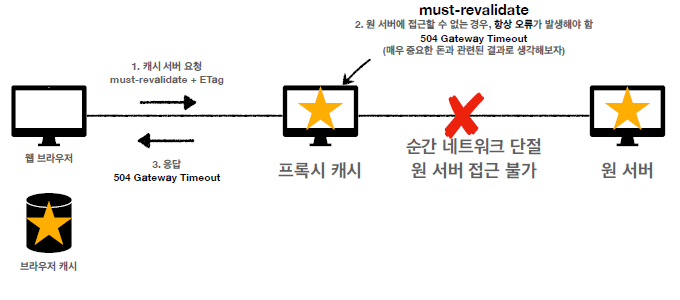 must-revalidate
2. 원 서버에 접근할 수 없는 경우, 항상 오류가 발생해야 함
504 Gateway Timeout
(매우 중요한 돈과 관련된 결과로 생각해보자)
1. 캐시 서버 요청
must-revalidate + ETag
웹 브라우저
3. 응답
504 Gateway Timeout
프록시 캐시
순간 네트워크 단절
원 서버 접근 불가
원 서버
브라우저 캐시